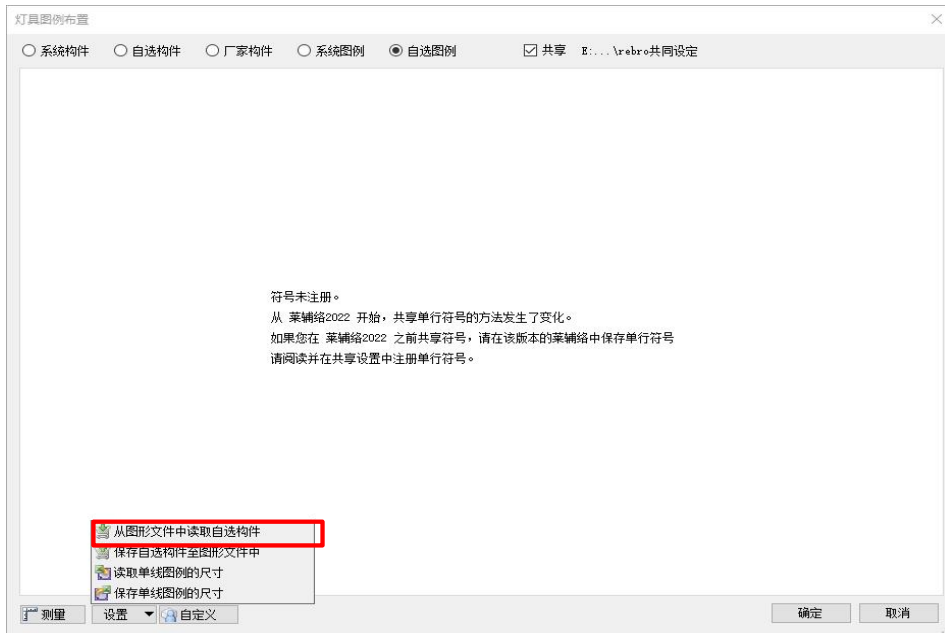 灯具图例布置
系统构件 自选构件 厂家构件 系统图例 自选图例 共享 E:...\rebro共同设定
符号未注册。
从 莱辅络2022 开始，共享单行符号的方法发生了变化。
如果您在 莱辅络2022 之前共享符号，请在该版本的莱辅络中保存单行符号
请阅读并在共享设置中注册单行符号。
从图形文件中读取自选构件
保存自选构件至图形文件中
读取单线图例的尺寸
保存单线图例的尺寸
测量 设置 自定义 确定 取消